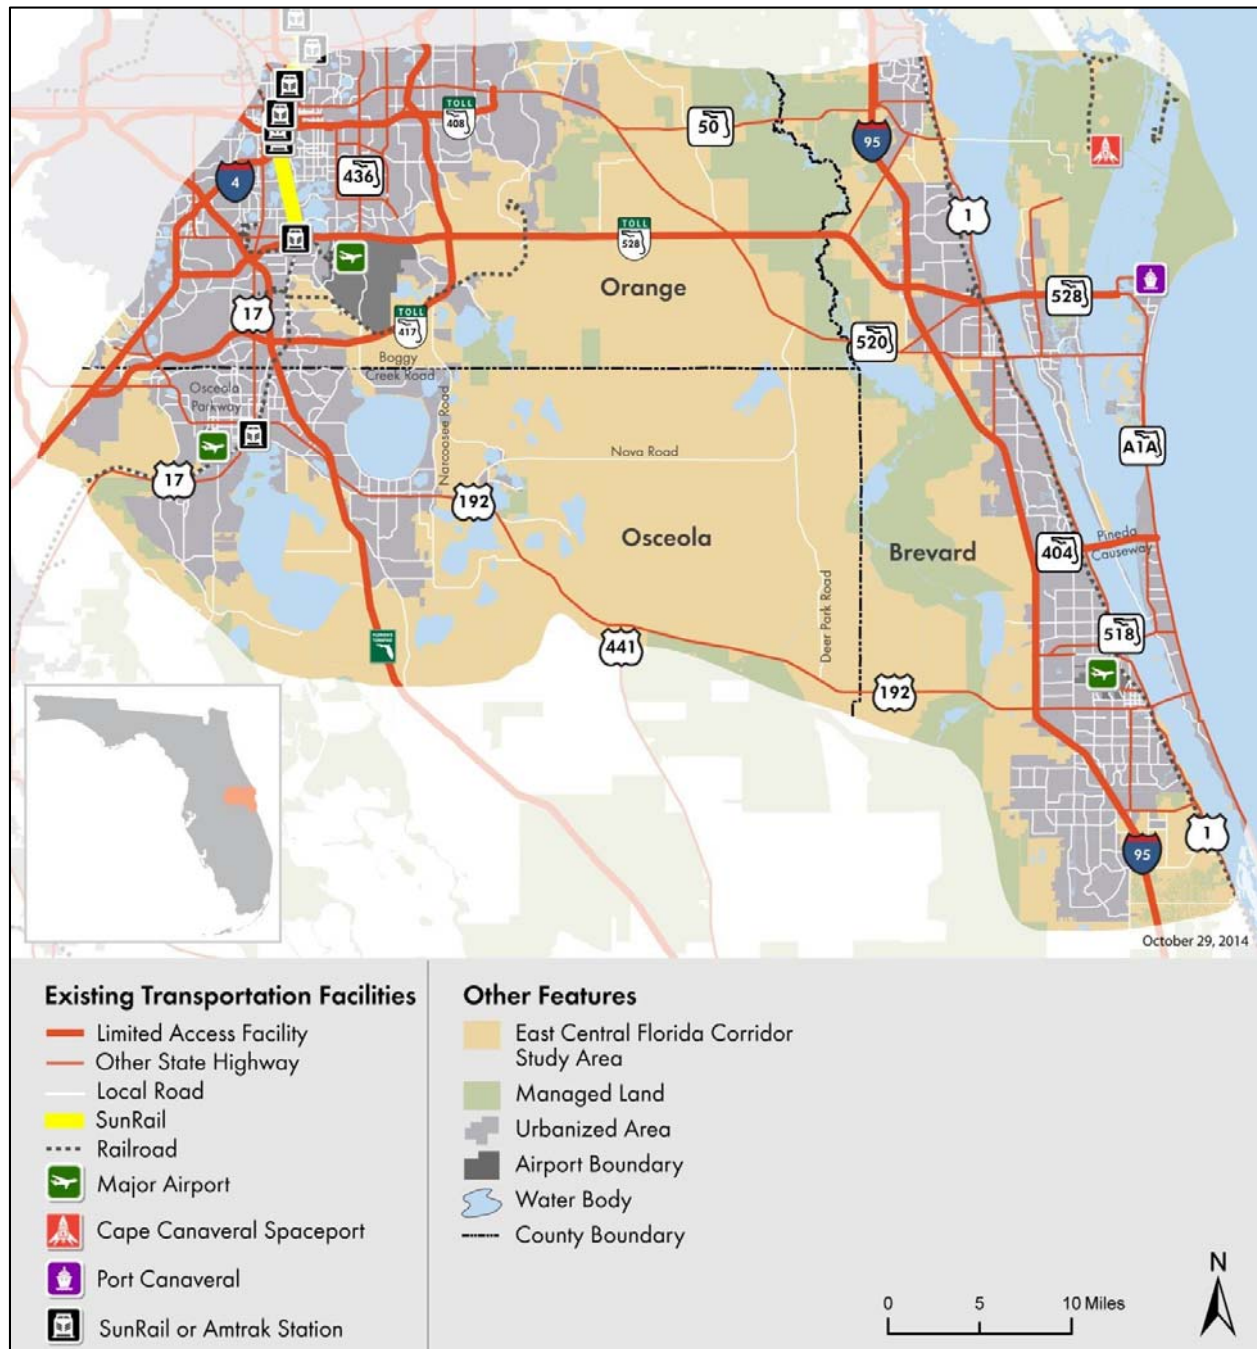 TOLL
408
50
95
4
436
1
TOLL
528
Orange
17
TOLL
417
528
520
Boggy
Creek Road
Osceola
Parkway
Narcoossee Road
A1A
Nova Road
17
192
Osceola
Brevard
404
Pineda
Causeway
Deer Park Road
441
518
192
1
95
October 29, 2014
Existing Transportation Facilities
Limited Access Facility
Other State Highway
Local Road
SunRail
Railroad
Major Airport
Cape Canaveral Spaceport
Port Canaveral
SunRail or Amtrak Station
Other Features
East Central Florida Corridor
Study Area
Managed Land
Urbanized Area
Airport Boundary
Water Body
County Boundary
0 5 10 Miles
N